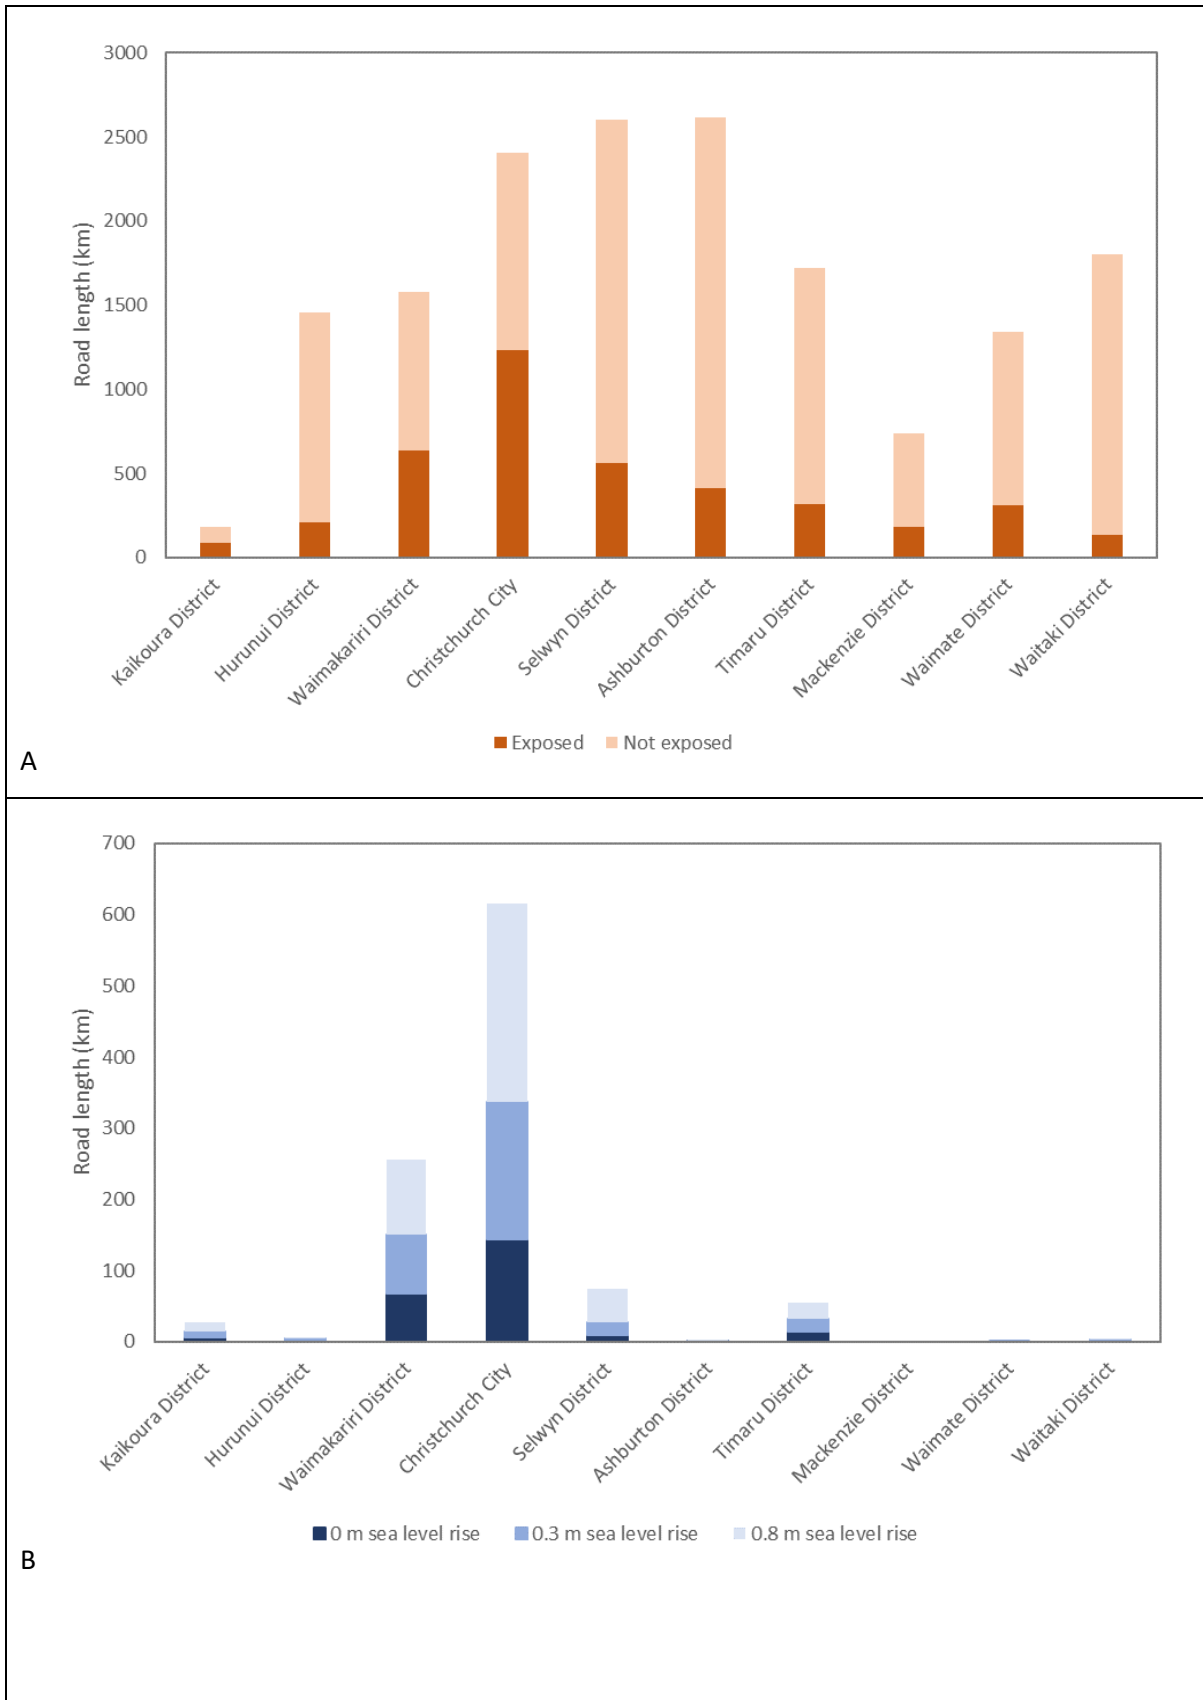 3000
2500
2000
1500
1000
500
0
Road length (km)
Kaikoura District
Hurunui District
Waimakariri District
Christchurch City
Selwyn District
Ashburton District
Timaru District
Mackenzie District
Waimate District
Waitaki District
Exposed Not exposed
A
700
600
500
400
300
200
100
0
Road length (km)
Kaikoura District
Hurunui District
Waimakariri District
Christchurch City
Selwyn District
Ashburton District
Timaru District
Mackenzie District
Waimate District
Waitaki District
0 m sea level rise 0.3 m sea level rise 0.8 m sea level rise
B